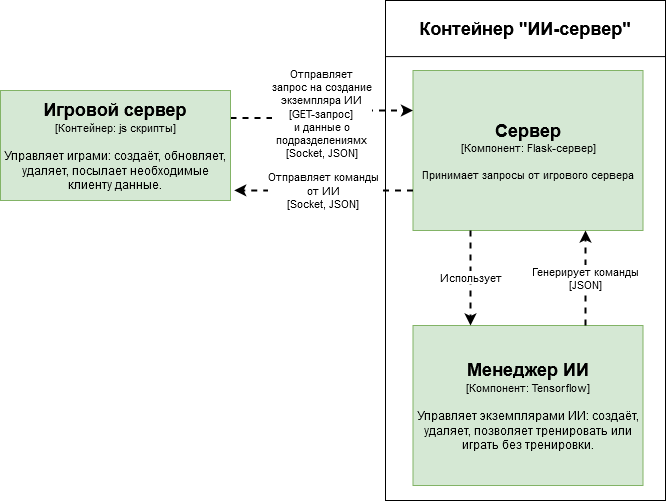 Контейнер "ИИ-сервер"
Игровой сервер
[Контейнер: js скрипты]
Управляет играми: создаёт, обновляет,
удаляет, посылает необходимые
клиенту данные.
Отправляет
запрос на создание
экземпляра ИИ
[GET-запрос]
и данные о
подразделениямх
[Socket, JSON]
Отправляет команды
от ИИ
[Socket, JSON]
Сервер
[Компонент: Flask-сервер]
Принимает запросы от игрового сервера
Использует
Генерирует команды
[JSON]
Менеджер ИИ
[Компонент: Tensorflow]
Управляет экземплярами ИИ: создаёт,
удаляет, позволяет тренировать или
играть без тренировки.